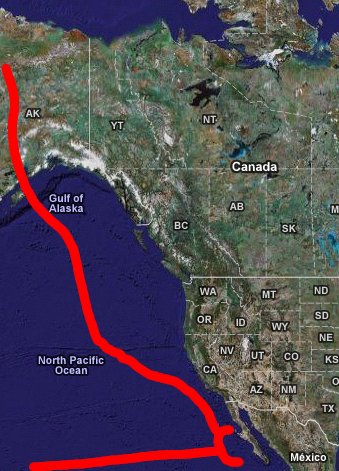 AK
YT
NT
Canada
Gulf of
Alaska
AB
BC
SK
M
WA
MT
ND
OR
ID
SD
WY
NE
NV
UT
CO
KS
North Pacific
Ocean
CA
AZ
NM
O
TX
México